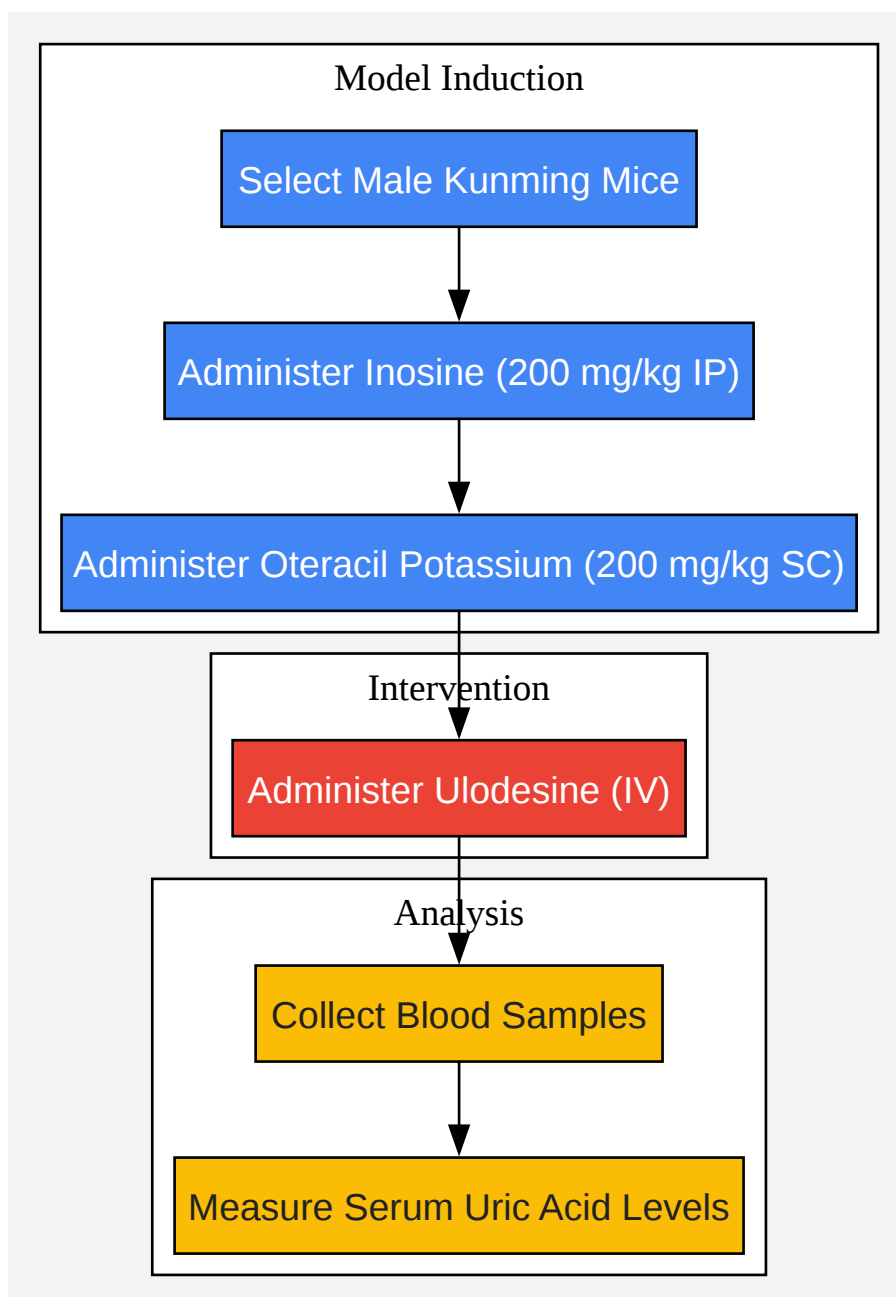 Model Induction
Select Male Kunming Mice
Administer Inosine (200 mg/kg IP)
Administer Oteracil Potassium (200 mg/kg SC)
Intervention
Administer Ulodesine (IV)
Analysis
Collect Blood Samples
Measure Serum Uric Acid Levels